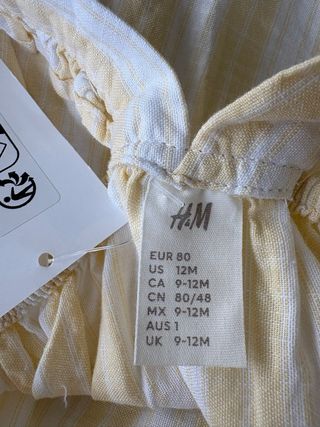 H&M
EUR 80
US 12M
CA 9-12M
CN 80/48
MX 9-12M
AUS 1
UK 9-12M